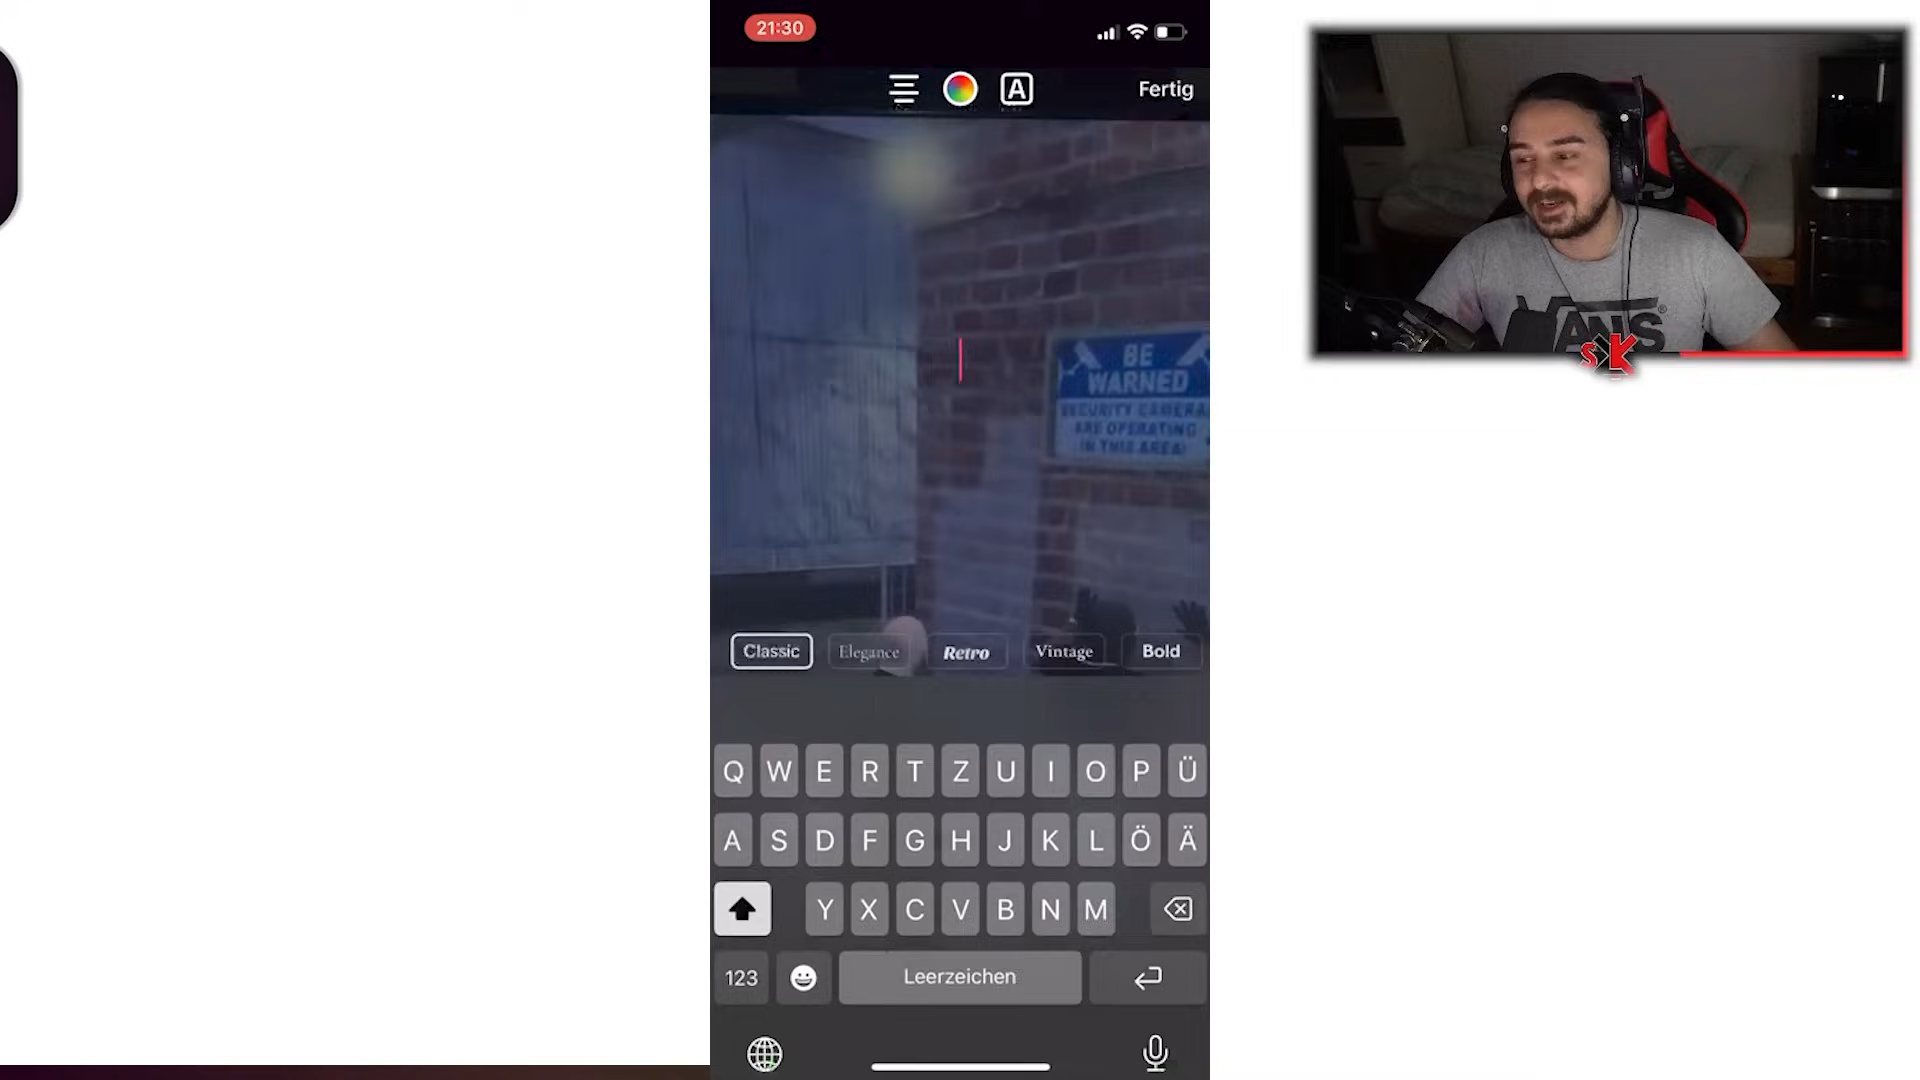 21:30
Fertig
BE
WARNED
SECURITY CAMERA
ARE OPERATING
IN THIS AREA!
VANS
SK
Classic
Elegance
Retro
Vintage
Bold
Q W E R T Z U I O P Ü
A S D F G H J K L Ö Ä
Y X C V B N M
123
Leerzeichen